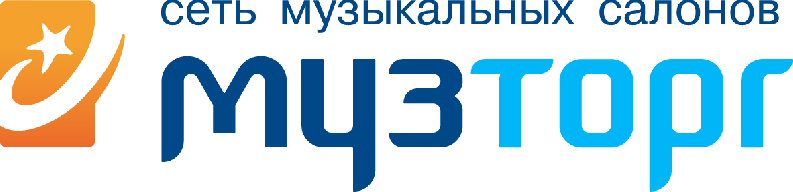 сеть музыкальных салонов
музторг